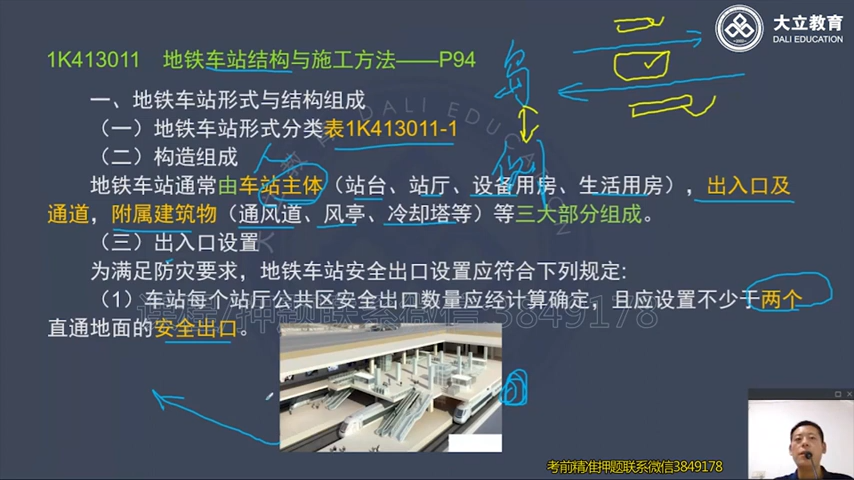 大立教育
DALI EDUCATION
1K413011 地铁车站结构与施工方法——P94
一、地铁车站形式与结构组成
（一）地铁车站形式分类表1K413011-1
（二）构造组成
地铁车站通常由车站主体（站台、站厅、设备用房、生活用房），出入口及
通道，附属建筑物（通风道、风亭、冷却塔等）等三大部分组成。
（三）出入口设置
为满足防灾要求，地铁车站安全出口设置应符合下列规定:
（1）车站每个站厅公共区安全出口数量应经计算确定，且应设置不少于两个
直通地面的安全出口。
岛
侧
考前精准押题联系微信3849178